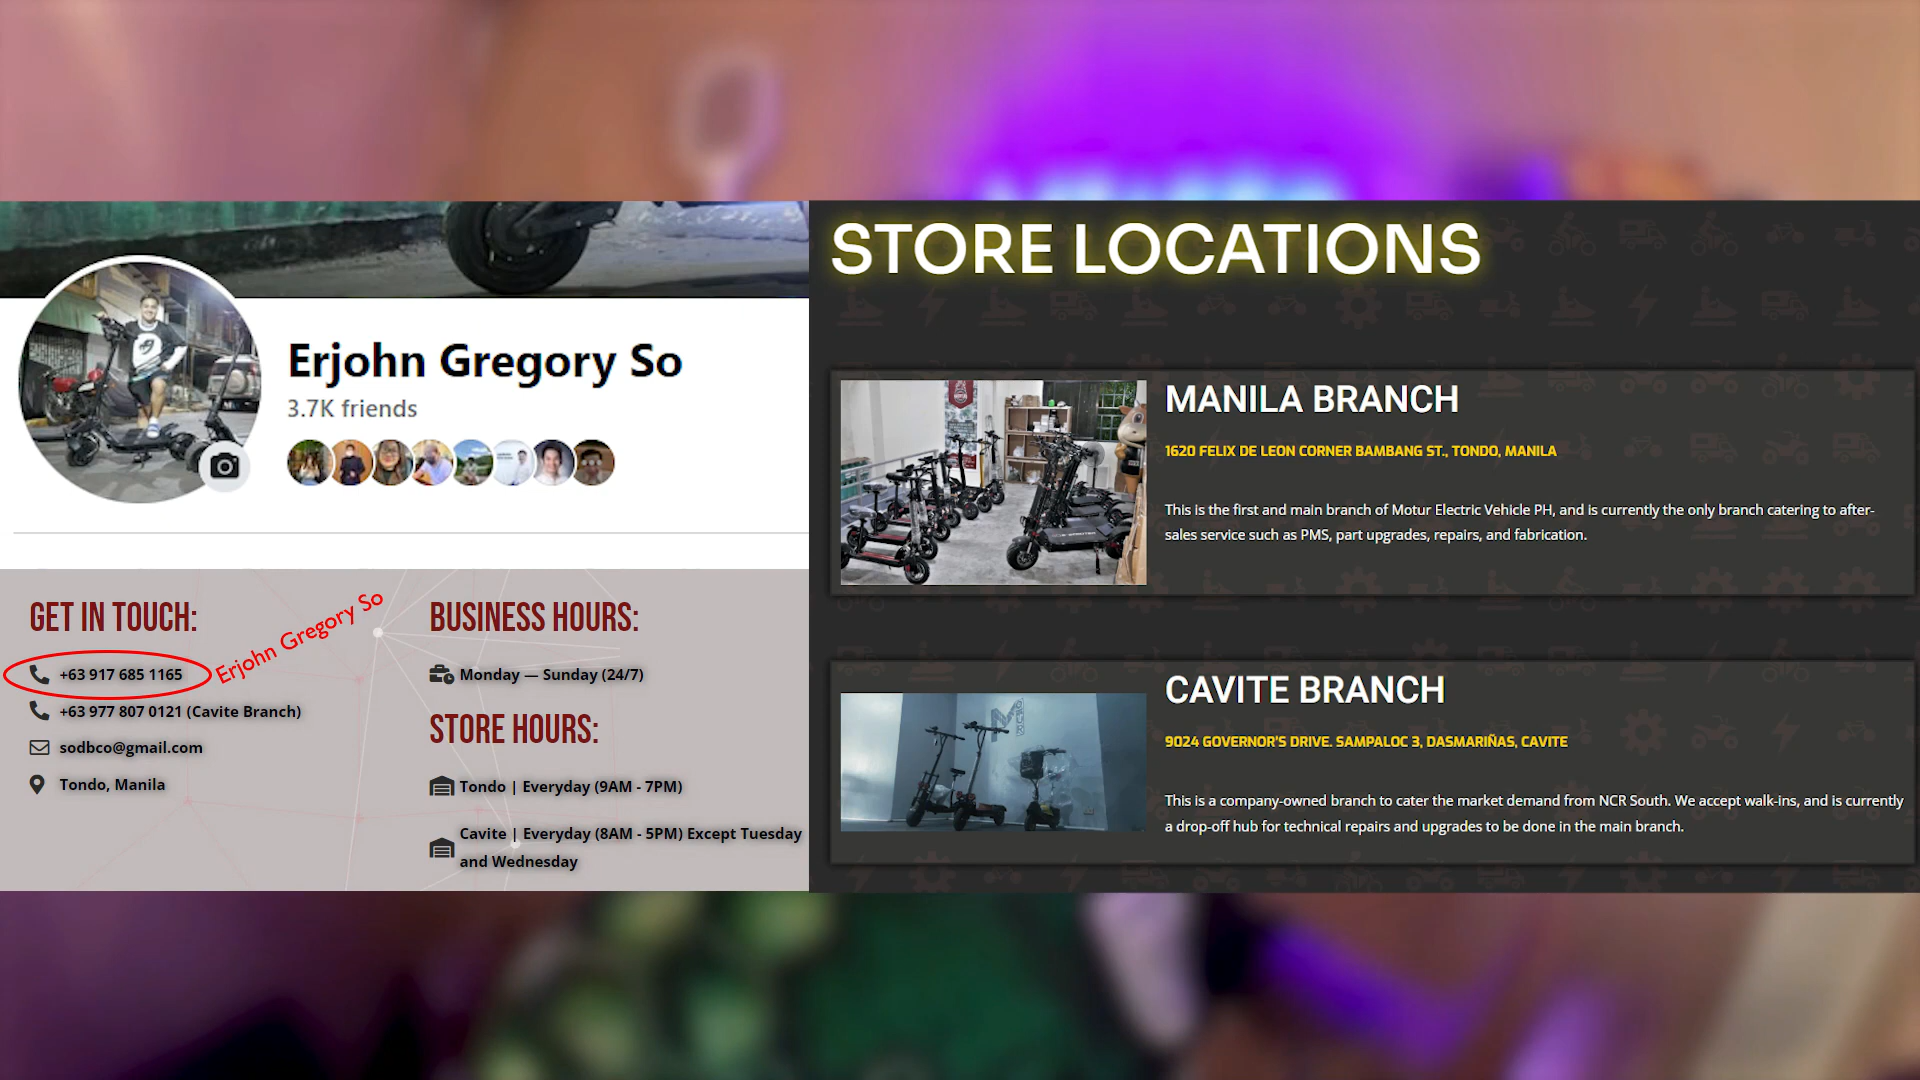 Erjohn Gregory So
3.7K friends
GET IN TOUCH:
+63 917 685 1165
Erjohn Gregory So
+63 977 807 0121 (Cavite Branch)
sodbco@gmail.com
Tondo, Manila
BUSINESS HOURS:
Monday — Sunday (24/7)
STORE HOURS:
Tondo | Everyday (9AM - 7PM)
Cavite | Everyday (8AM - 5PM) Except Tuesday
and Wednesday
STORE LOCATIONS
MANILA BRANCH
1620 FELIX DE LEON CORNER BAMBANG ST., TONDO, MANILA
This is the first and main branch of Motur Electric Vehicle PH, and is currently the only branch catering to after-
sales service such as PMS, part upgrades, repairs, and fabrication.
CAVITE BRANCH
9024 GOVERNOR'S DRIVE. SAMPALOC 3, DASMARIÑAS, CAVITE
This is a company-owned branch to cater the market demand from NCR South. We accept walk-ins, and is currently
a drop-off hub for technical repairs and upgrades to be done in the main branch.